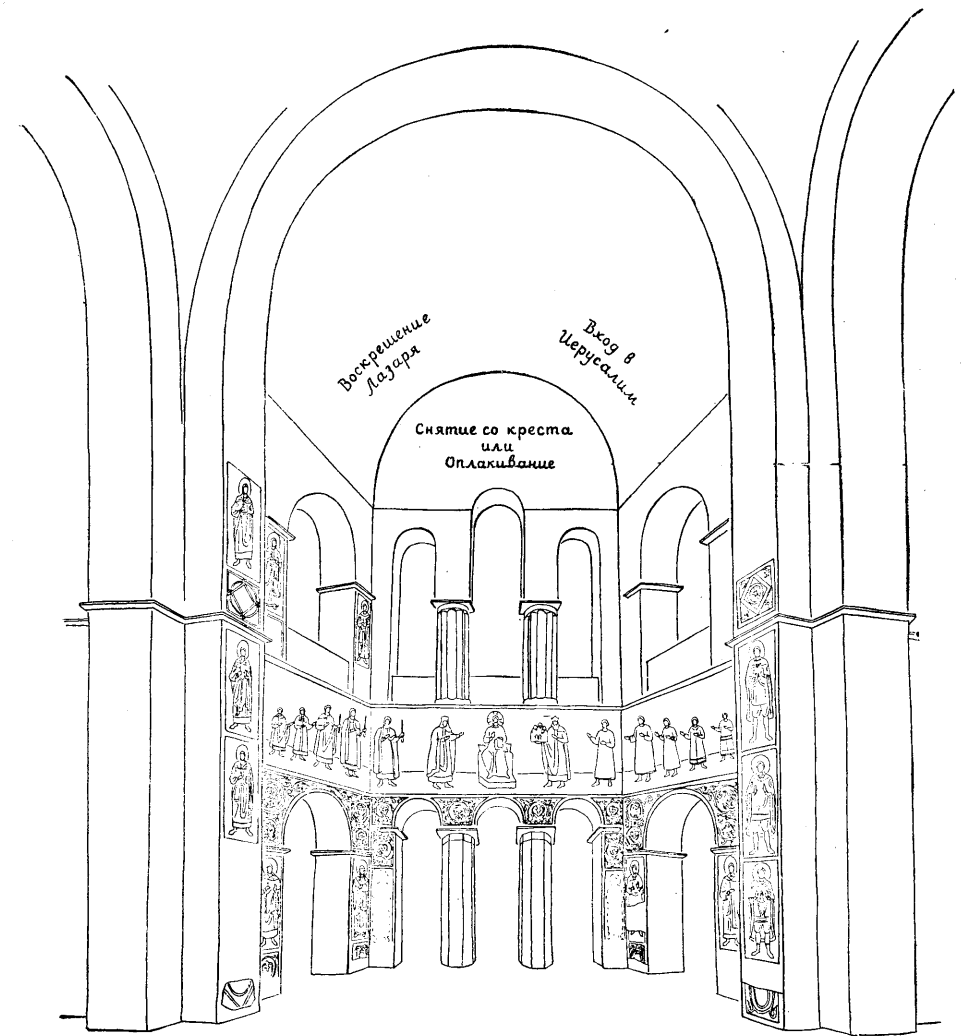 Воскрешение
Лазаря
Вход в
Иерусалим
Снятие со креста
или
Оплакивание